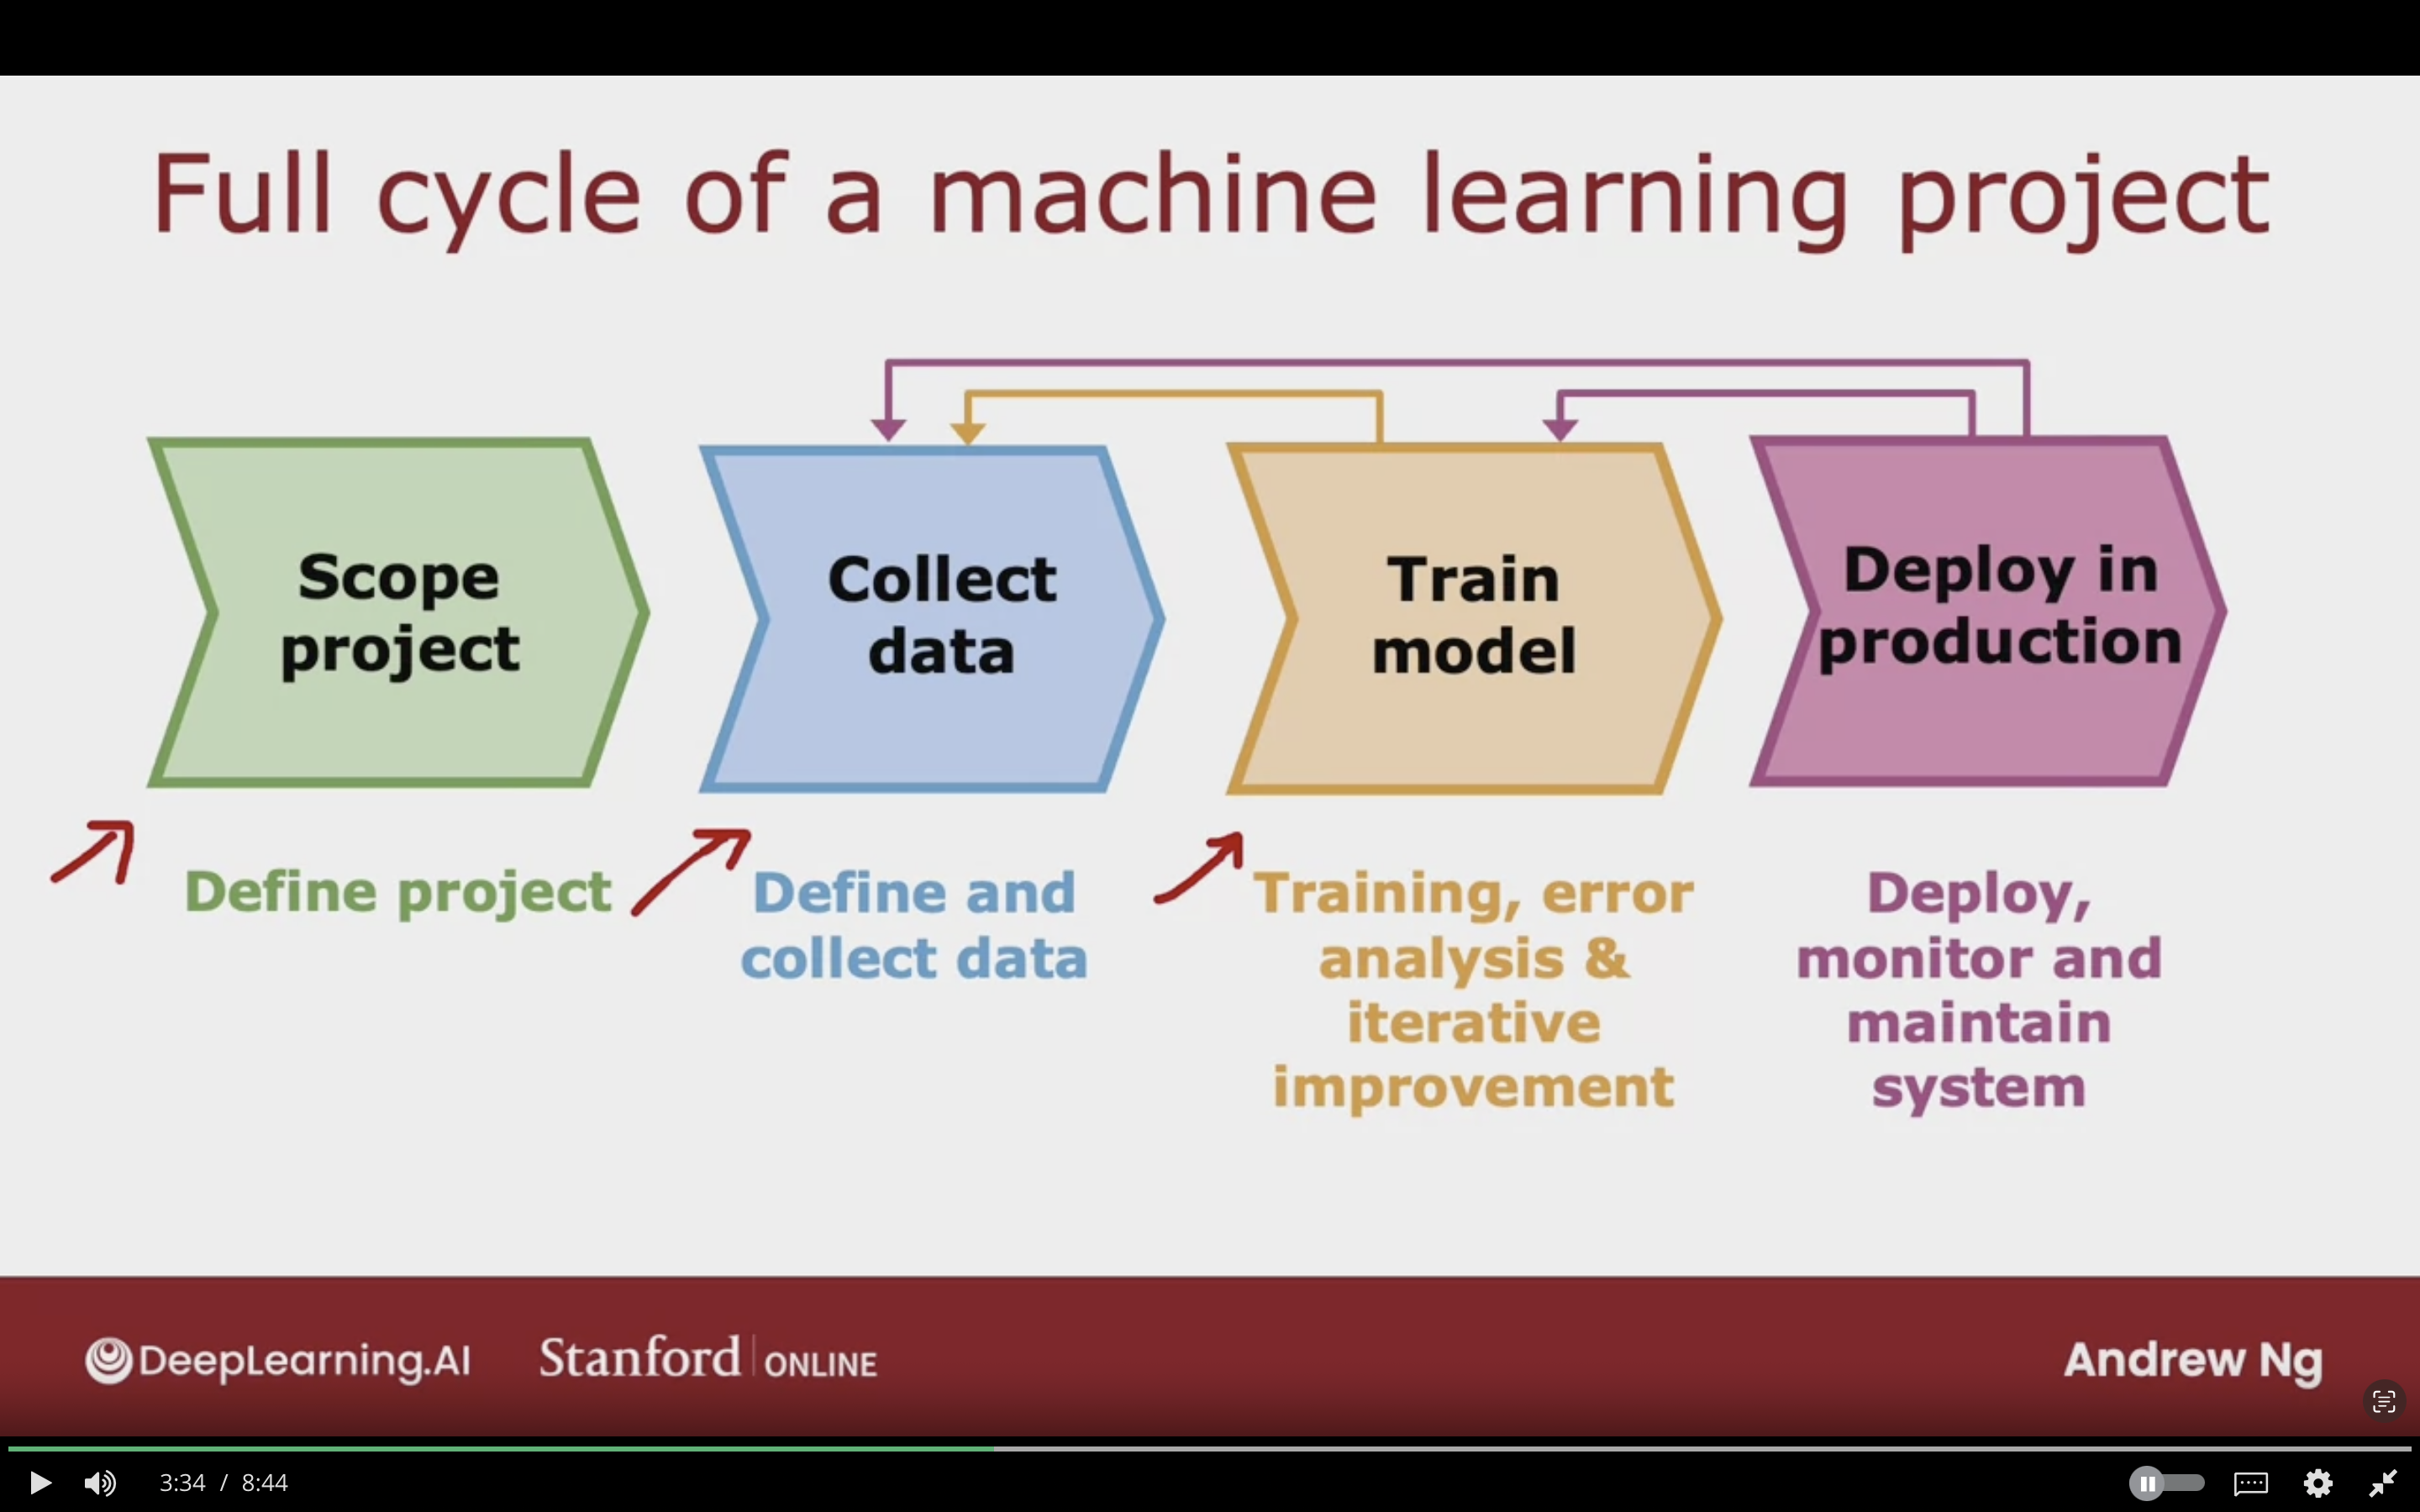 Full cycle of a machine learning project
Scope
project
Collect
data
Train
model
Deploy in
production
Define project
Define and
collect data
Training, error
analysis &
iterative
improvement
Deploy,
monitor and
maintain
system
DeepLearning.AI
Stanford | ONLINE
Andrew Ng
3:34 / 8:44